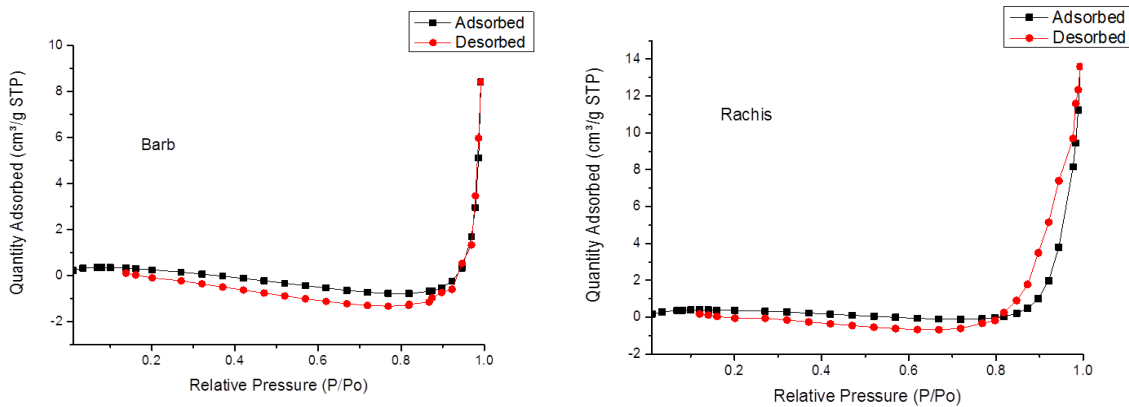 Adsorbed
Desorbed
10
8
6
4
2
0
-2
Quantity Adsorbed (cm³/g STP)
Barb
0.2 0.4 0.6 0.8 1.0
Relative Pressure (P/Po)
Adsorbed
Desorbed
14
12
10
8
6
4
2
0
-2
Quantity Adsorbed (cm³/g STP)
Rachis
0.2 0.4 0.6 0.8 1.0
Relative Pressure (P/Po)